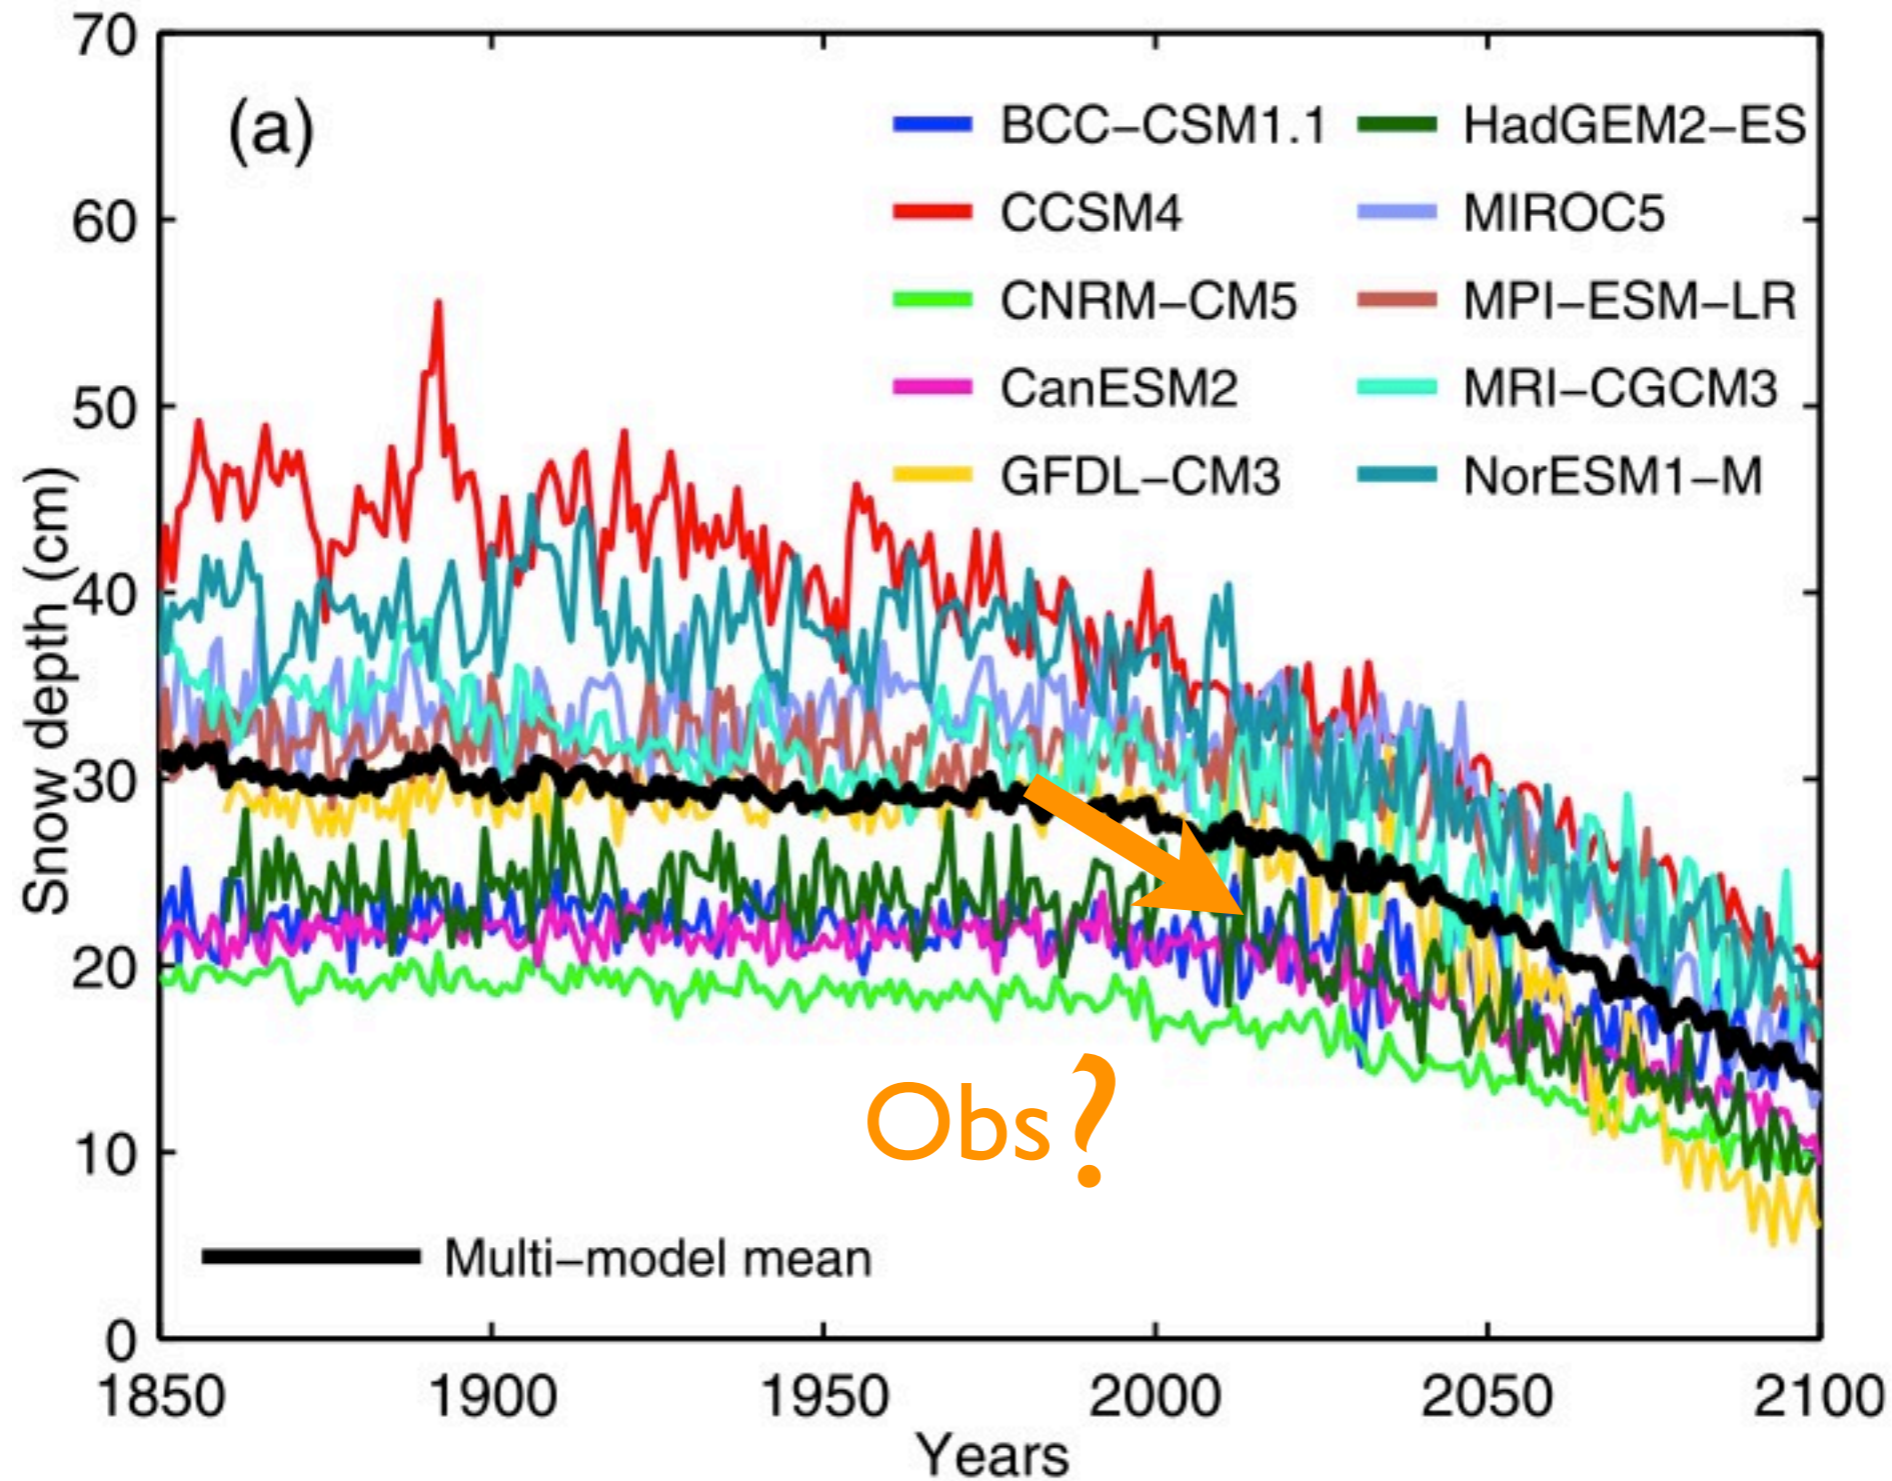 70
60
50
40
30
20
10
0
Snow depth (cm)
(a)
BCC−CSM1.1
CCSM4
CNRM−CM5
CanESM2
GFDL−CM3
HadGEM2−ES
MIROC5
MPI−ESM−LR
MRI−CGCM3
NorESM1−M
Obs?
Multi−model mean
1850 1900 1950 2000 2050 2100
Years